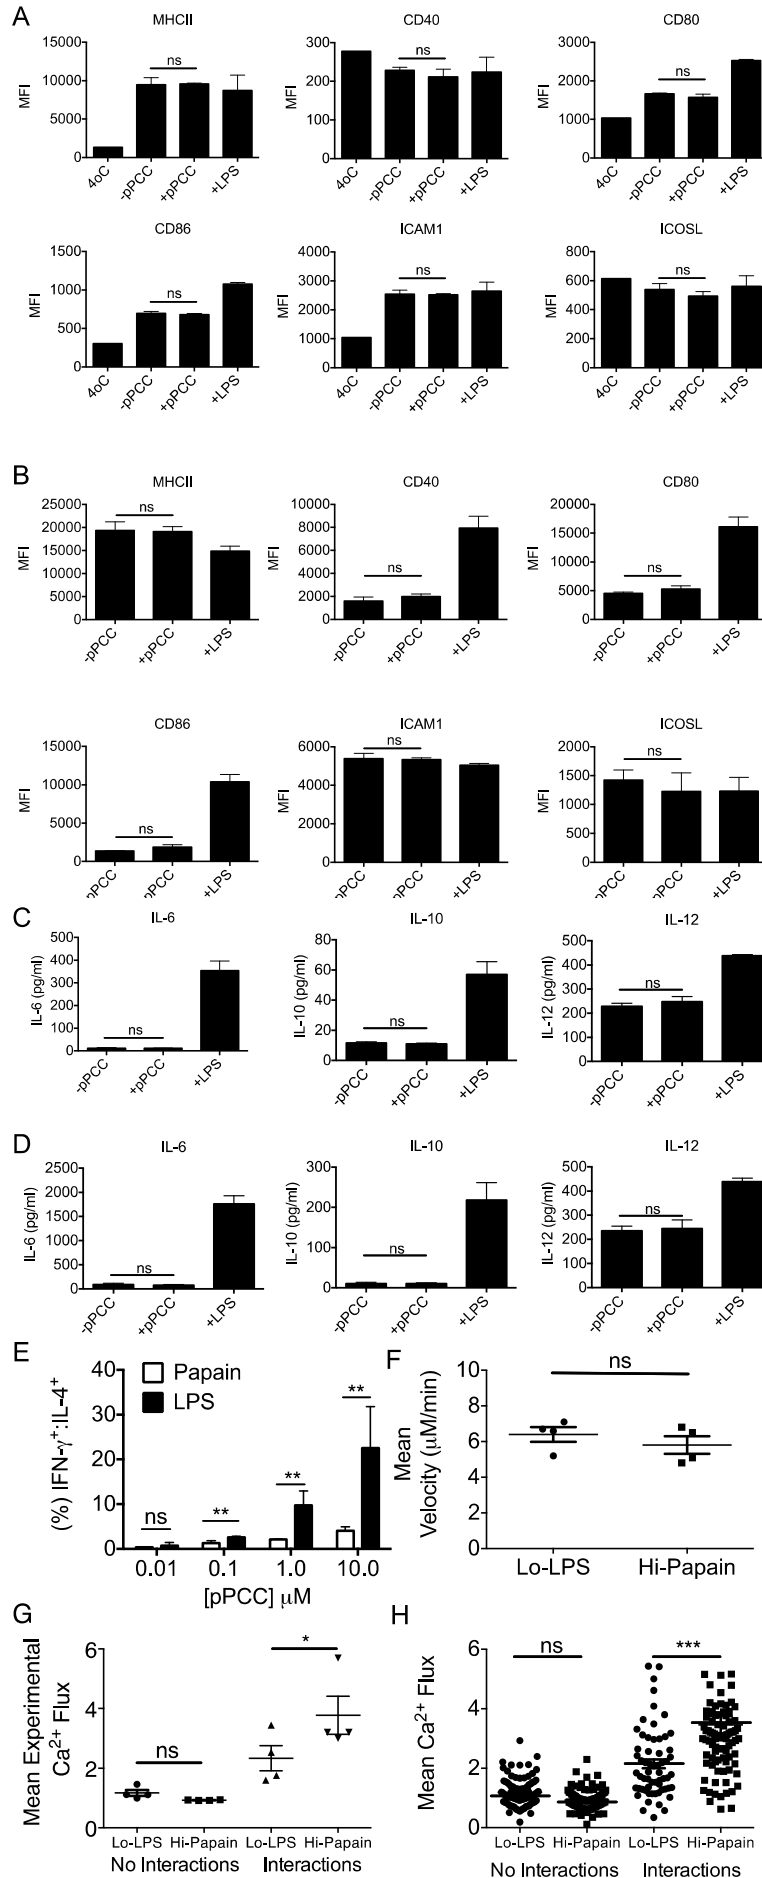 A
MHCII
CD40
CD80
MFI
15000
10000
5000
0
ns
4oC
-pPCC
+pPCC
+LPS
MFI
300
200
100
0
ns
4oC
-pPCC
+pPCC
+LPS
MFI
3000
2000
1000
0
ns
4oC
-pPCC
+pPCC
+LPS
CD86
ICAM1
ICOSL
MFI
1500
1000
500
0
ns
4oC
-pPCC
+pPCC
+LPS
MFI
4000
3000
2000
1000
0
ns
4oC
-pPCC
+pPCC
+LPS
MFI
800
600
400
200
0
ns
4oC
-pPCC
+pPCC
+LPS
B
MHCII
CD40
CD80
MFI
25000
20000
15000
10000
5000
0
ns
-pPCC
+pPCC
+LPS
MFI
10000
8000
6000
4000
2000
0
ns
-pPCC
+pPCC
+LPS
MFI
20000
15000
10000
5000
0
ns
-pPCC
+pPCC
+LPS
CD86
ICAM1
ICOSL
MFI
15000
10000
5000
0
ns
-pPCC
+pPCC
+LPS
MFI
6000
4000
2000
0
ns
-pPCC
+pPCC
+LPS
MFI
2000
1500
1000
500
0
ns
-pPCC
+pPCC
+LPS
C
IL-6
IL-10
IL-12
IL-6 (pg/ml)
500
400
300
200
100
0
ns
-pPCC
+pPCC
+LPS
IL-10 (pg/ml)
80
60
40
20
0
ns
-pPCC
+pPCC
+LPS
IL-12 (pg/ml)
500
400
300
200
100
0
ns
-pPCC
+pPCC
+LPS
D
IL-6
IL-10
IL-12
IL-6 (pg/ml)
2500
2000
1500
1000
500
0
ns
-pPCC
+pPCC
+LPS
IL-10 (pg/ml)
300
200
100
0
ns
-pPCC
+pPCC
+LPS
IL-12 (pg/ml)
500
400
300
200
100
0
ns
-pPCC
+pPCC
+LPS
E
(%) IFN-γ⁺:IL-4⁺
40
30
20
10
0
Papain
LPS
ns
**
**
**
0.01
0.1
1.0
10.0
[pPCC] μM
F
Mean
Velocity (μM/min)
10
8
6
4
2
0
ns
Lo-LPS
Hi-Papain
G
Mean Experimental
Ca²⁺ Flux
6
4
2
0
ns
*
Lo-LPS
Hi-Papain
Lo-LPS
Hi-Papain
No Interactions
Interactions
H
Mean Ca²⁺ Flux
6
4
2
0
ns
***
Lo-LPS
Hi-Papain
Lo-LPS
Hi-Papain
No Interactions
Interactions